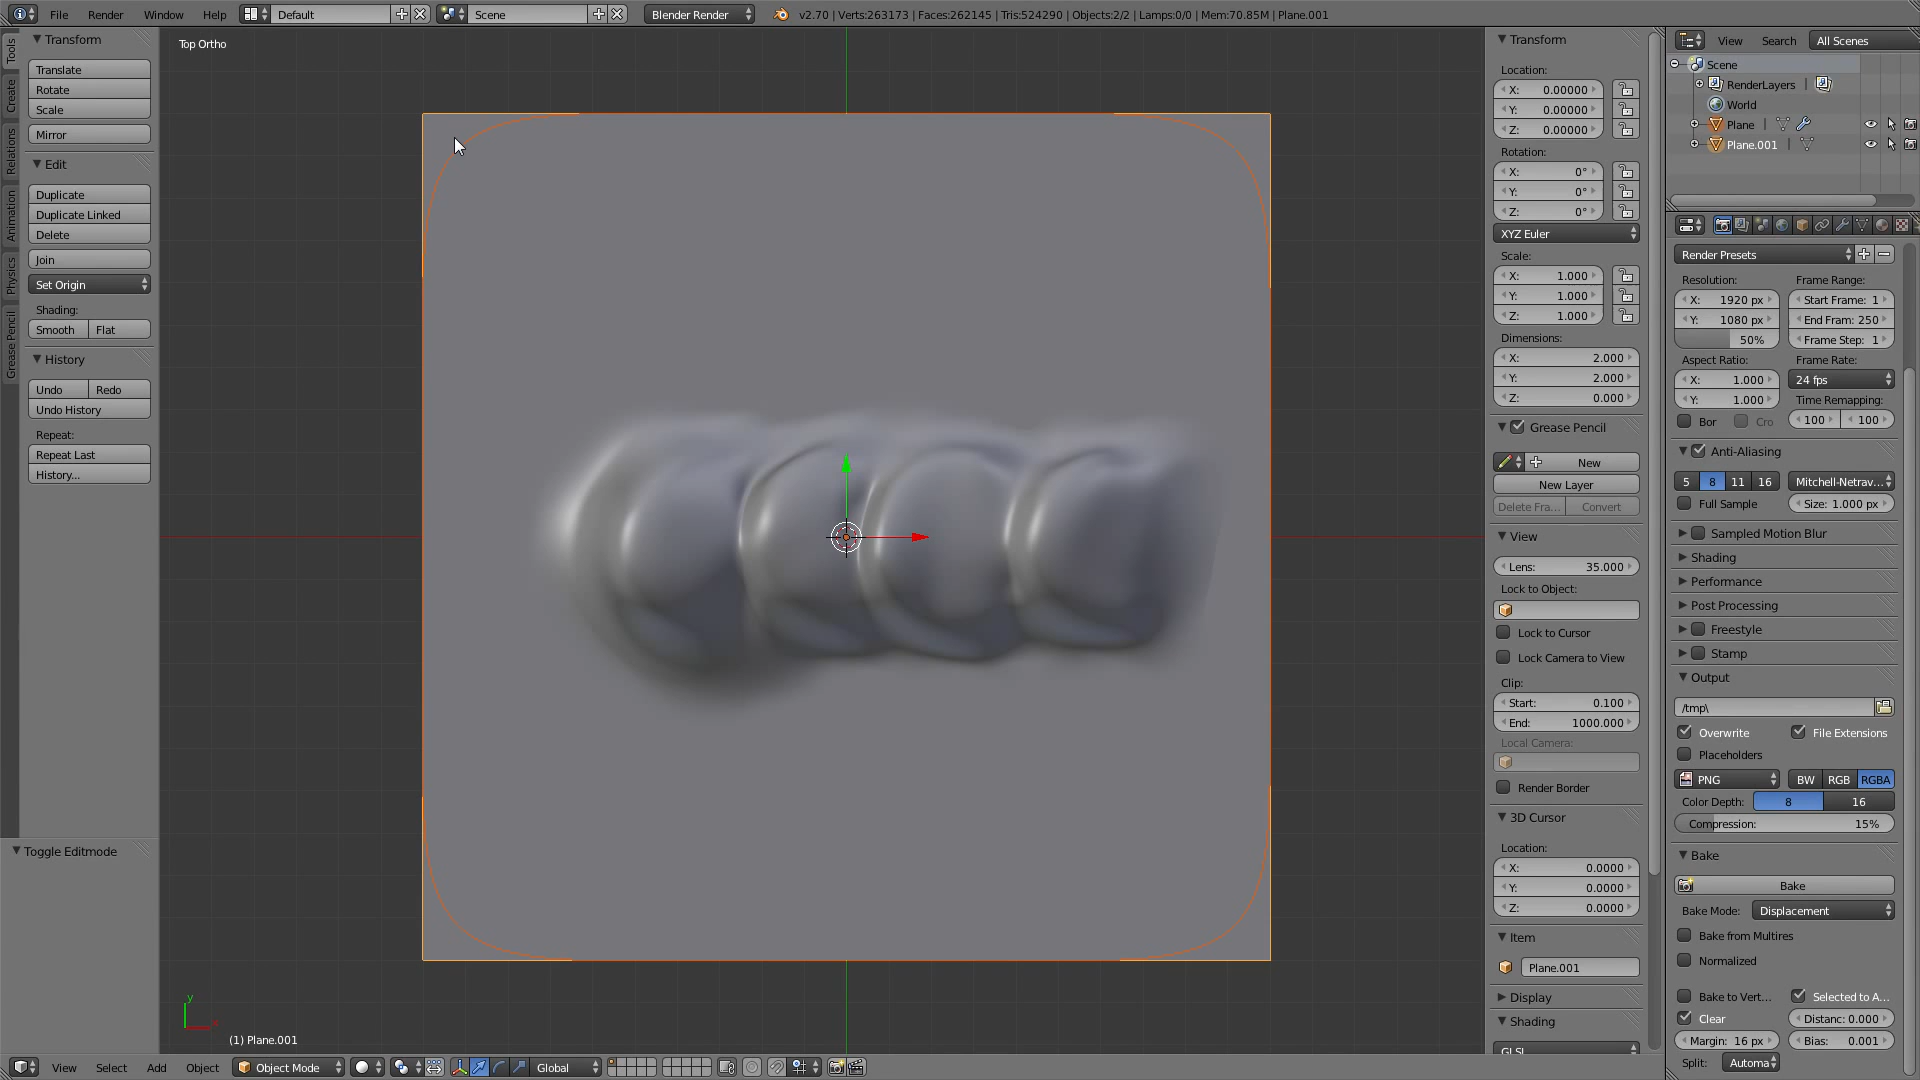 File Render Window Help Default Scene Blender Render v2.70 | Verts:263173 | Faces:262145 | Tris:524290 | Objects:2/2 | Lamps:0/0 | Mem:70.85M | Plane.001
Tools
Create
Relations
Animation
Physics
Grease Pencil
Transform
Translate
Rotate
Scale
Mirror
Edit
Duplicate
Duplicate Linked
Delete
Join
Set Origin
Shading:
Smooth Flat
History
Undo Redo
Undo History
Repeat:
Repeat Last
History...
Toggle Editmode
Top Ortho
y
(1) Plane.001
View Select Add Object Object Mode Global
Transform
Location:
X: 0.00000
Y: 0.00000
Z: 0.00000
Rotation:
X: 0°
Y: 0°
Z: 0°
XYZ Euler
Scale:
X: 1.000
Y: 1.000
Z: 1.000
Dimensions:
X: 2.000
Y: 2.000
Z: 0.000
Grease Pencil
New
New Layer
Delete Fra... Convert
View
Lens: 35.000
Lock to Object:
Lock to Cursor
Lock Camera to View
Clip:
Start: 0.100
End: 1000.000
Local Camera:
Render Border
3D Cursor
Location:
X: 0.0000
Y: 0.0000
Z: 0.0000
Item
Plane.001
Display
Shading
GLSL
View Search All Scenes
Scene
RenderLayers |
World
Plane |
Plane.001 |
Render Presets
Resolution: Frame Range:
X: 1920 px Start Frame: 1
Y: 1080 px End Fram: 250
50% Frame Step: 1
Aspect Ratio: Frame Rate:
X: 1.000 24 fps
Y: 1.000 Time Remapping:
Bor Cro 100 100
Anti-Aliasing
5 8 11 16 Mitchell-Netrav...
Full Sample Size: 1.000 px
Sampled Motion Blur
Shading
Performance
Post Processing
Freestyle
Stamp
Output
/tmp\
Overwrite File Extensions
Placeholders
PNG BW RGB RGBA
Color Depth: 8 16
Compression: 15%
Bake
Bake
Bake Mode: Displacement
Bake from Multires
Normalized
Bake to Vert... Selected to A...
Clear Distanc: 0.000
Margin: 16 px Bias: 0.001
Split: Automa